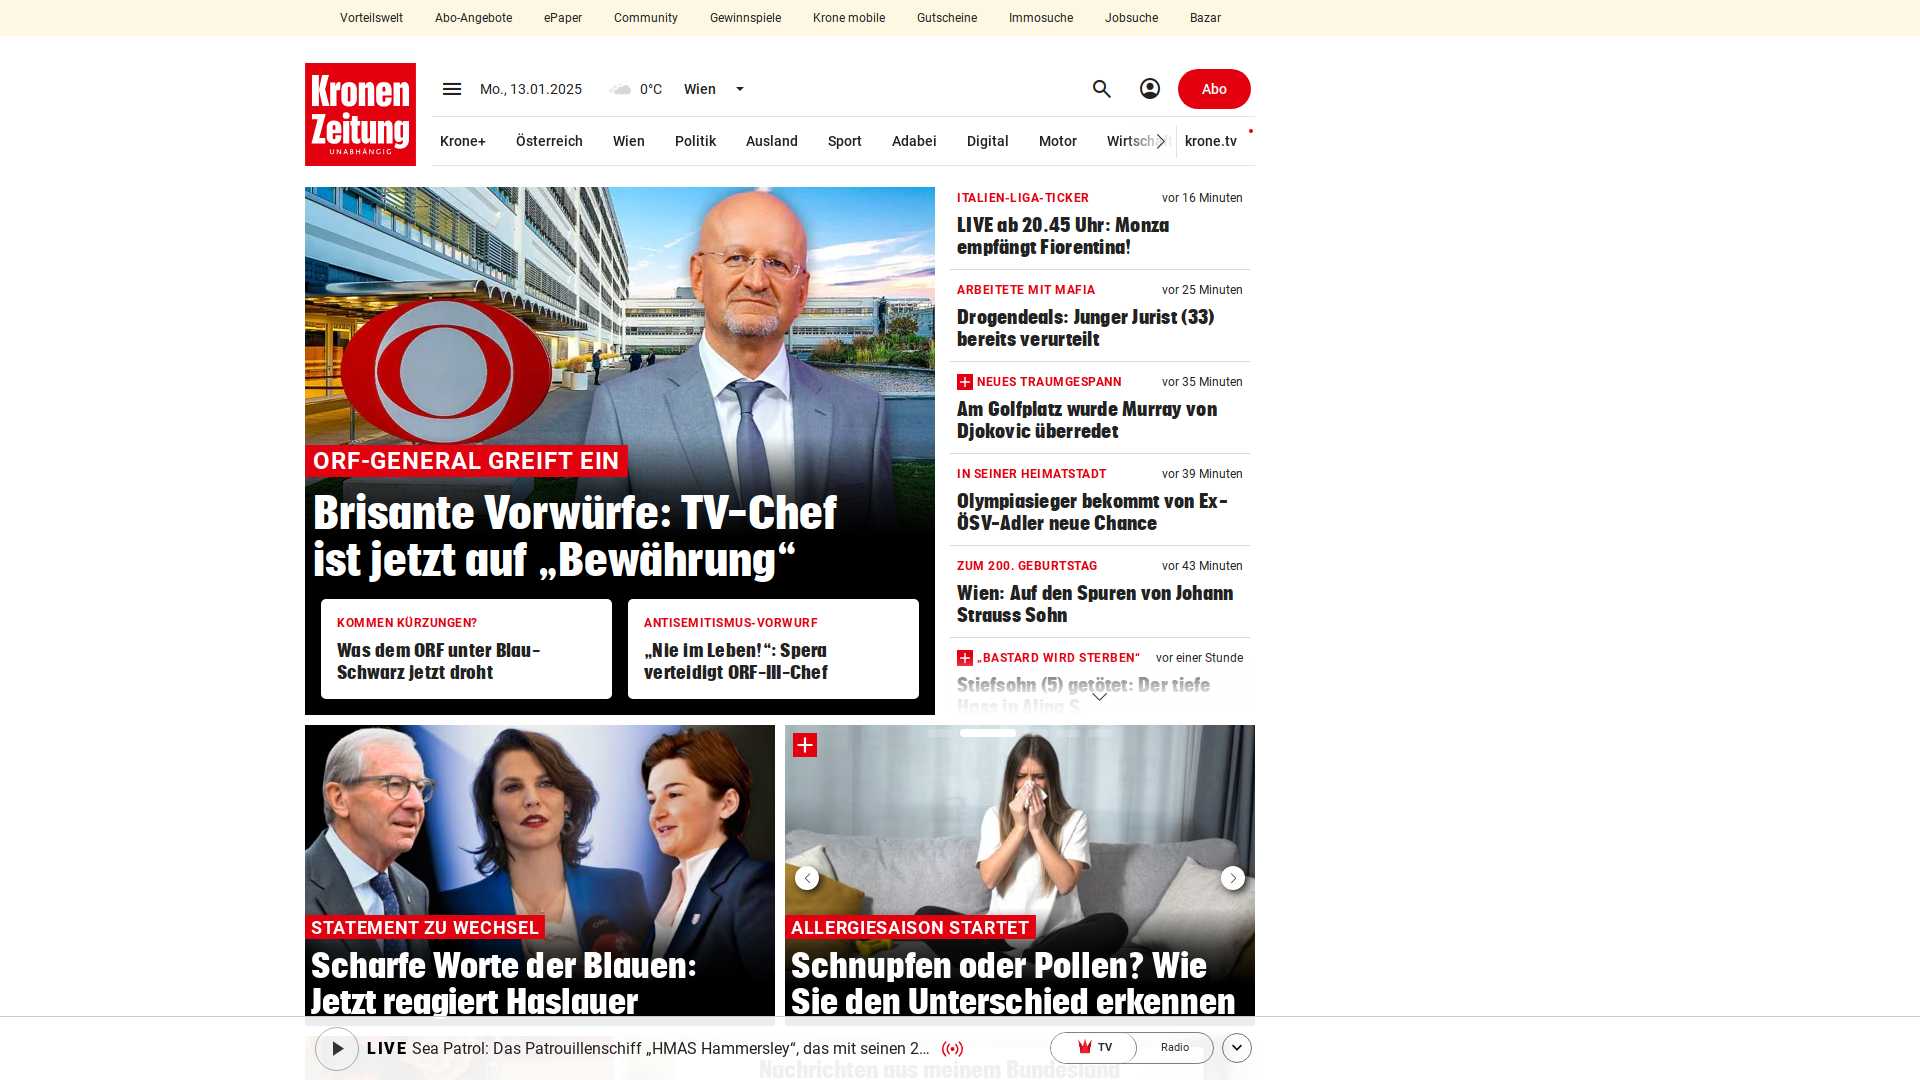 Vorteilswelt Abo-Angebote ePaper Community Gewinnspiele Krone mobile Gutscheine Immosuche Jobsuche Bazar
Kronen
Zeitung
UNABHÄNGIG
Mo., 13.01.2025 0°C Wien Abo
Krone+ Österreich Wien Politik Ausland Sport Adabei Digital Motor Wirtschaft krone.tv
ORF-GENERAL GREIFT EIN
Brisante Vorwürfe: TV-Chef
ist jetzt auf „Bewährung“
KOMMEN KÜRZUNGEN?
Was dem ORF unter Blau-
Schwarz jetzt droht
ANTISEMITISMUS-VORWURF
„Nie im Leben!“: Spera
verteidigt ORF-III-Chef
ITALIEN-LIGA-TICKER vor 16 Minuten
LIVE ab 20.45 Uhr: Monza
empfängt Fiorentina!
ARBEITETE MIT MAFIA vor 25 Minuten
Drogendeals: Junger Jurist (33)
bereits verurteilt
NEUES TRAUMGESPANN vor 35 Minuten
Am Golfplatz wurde Murray von
Djokovic überredet
IN SEINER HEIMATSTADT vor 39 Minuten
Olympiasieger bekommt von Ex-
ÖSV-Adler neue Chance
ZUM 200. GEBURTSTAG vor 43 Minuten
Wien: Auf den Spuren von Johann
Strauss Sohn
„BASTARD WIRD STERBEN“ vor einer Stunde
Stiefsohn (5) getötet: Der tiefe
Hass in Alina S.
STATEMENT ZU WECHSEL
Scharfe Worte der Blauen:
Jetzt reagiert Haslauer
ALLERGIESAISON STARTET
Schnupfen oder Pollen? Wie
Sie den Unterschied erkennen
LIVE Sea Patrol: Das Patrouillenschiff „HMAS Hammersley“, das mit seinen 2... TV Radio
Nachrichten aus meinem Bundesland